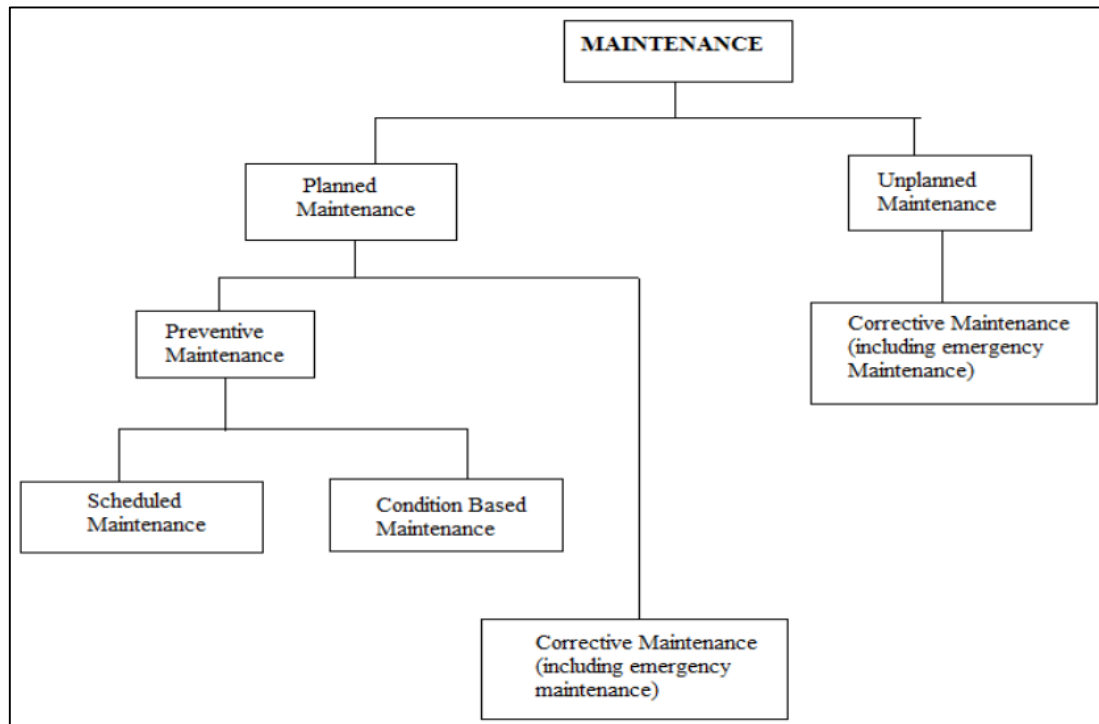 MAINTENANCE
Planned
Maintenance
Unplanned
Maintenance
Preventive
Maintenance
Corrective Maintenance
(including emergency
Maintenance)
Scheduled
Maintenance
Condition Based
Maintenance
Corrective Maintenance
(including emergency
maintenance)